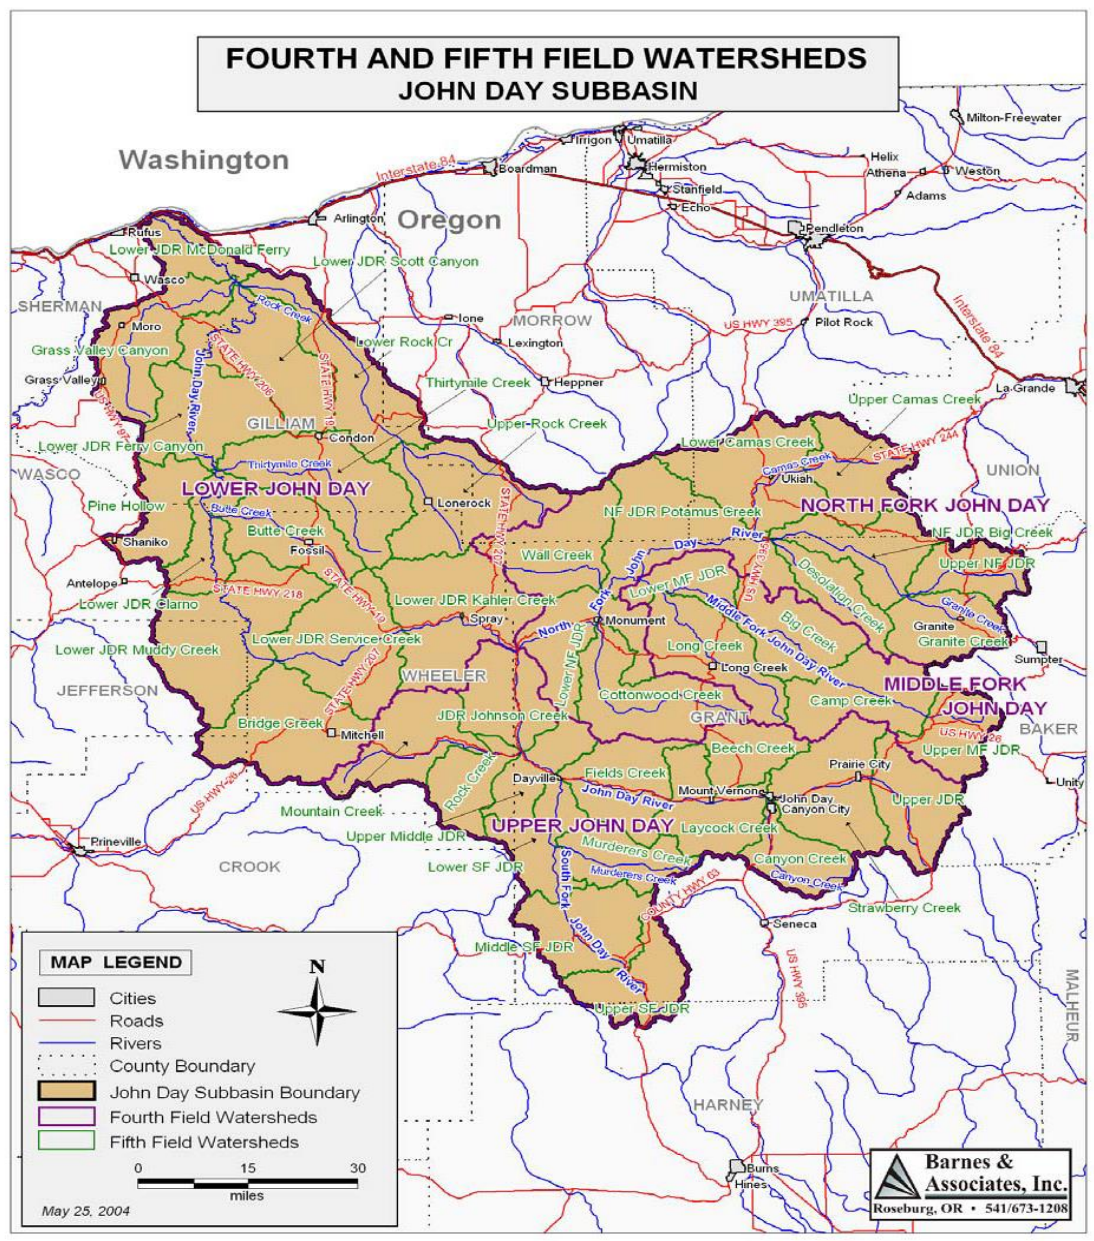 FOURTH AND FIFTH FIELD WATERSHEDS
JOHN DAY SUBBASIN
Milton-Freewater
Irrigon
Umatilla
Washington
Interstate 84
Boardman
Hermiston
Helix
Athena
Weston
Stanfield
Adams
Echo
Arlington
Oregon
Pendleton
Rufus
Lower JDR McDonald Ferry
Lower JDR Scott Canyon
Wasco
SHERMAN
Rock Creek
UMATILLA
Interstate 84
Ione
MORROW
US HWY 395
Pilot Rock
Moro
Lower Rock Cr
Lexington
Grass Valley Canyon
STATE HWY 206
STATE HWY 19
John Day River
Grass Valley
Thirtymile Creek
Heppner
La Grande
Upper Camas Creek
US HWY 97
GILLIAM
Upper Rock Creek
Condon
Lower Camas Creek
STATE HWY 244
Lower JDR Ferry Canyon
Thirtymile Creek
Camas Creek
WASCO
UNION
Ukiah
LOWER JOHN DAY
Lonerock
NORTH FORK JOHN DAY
Pine Hollow
Butte Creek
NF JDR Potamus Creek
Butte Creek
STATE HWY 207
NF JDR Big Creek
Shaniko
Fossil
Wall Creek
North Fork John Day River
US HWY 395
Upper NF JDR
Antelope
STATE HWY 218
STATE HWY 19
Lower MF JDR
Desolation Creek
Lower JDR Clarno
Lower JDR Kahler Creek
Granite Creek
Spray
Monument
Middle Fork John Day River
Big Creek
Granite
Granite Creek
Lower JDR Service Creek
Lower JDR Muddy Creek
Long Creek
Sumpter
STATE HWY 207
Lower NF JDR
Long Creek
JEFFERSON
WHEELER
MIDDLE FORK
JOHN DAY
Cottonwood Creek
Camp Creek
JDR Johnson Creek
GRANT
Bridge Creek
Mitchell
US HWY 26
BAKER
Beech Creek
Upper MF JDR
Prairie City
US HWY 26
Rock Creek
Dayville
Fields Creek
Unity
Mount Vernon
John Day River
John Day
Canyon City
Upper JDR
Mountain Creek
UPPER JOHN DAY
Laycock Creek
Prineville
Upper Middle JDR
Murderers Creek
Canyon Creek
CROOK
Lower SF JDR
Murderers Creek
Canyon Creek
COUNTY HWY 63
South Fork John Day River
Strawberry Creek
Seneca
Middle SF JDR
US HWY 395
Upper SF JDR
MALHEUR
HARNEY
Burns
Hines
MAP LEGEND
N
Cities
Roads
Rivers
County Boundary
John Day Subbasin Boundary
Fourth Field Watersheds
Fifth Field Watersheds
0 15 30
miles
May 25, 2004
Barnes &
Associates, Inc.
Roseburg, OR • 541/673-1208